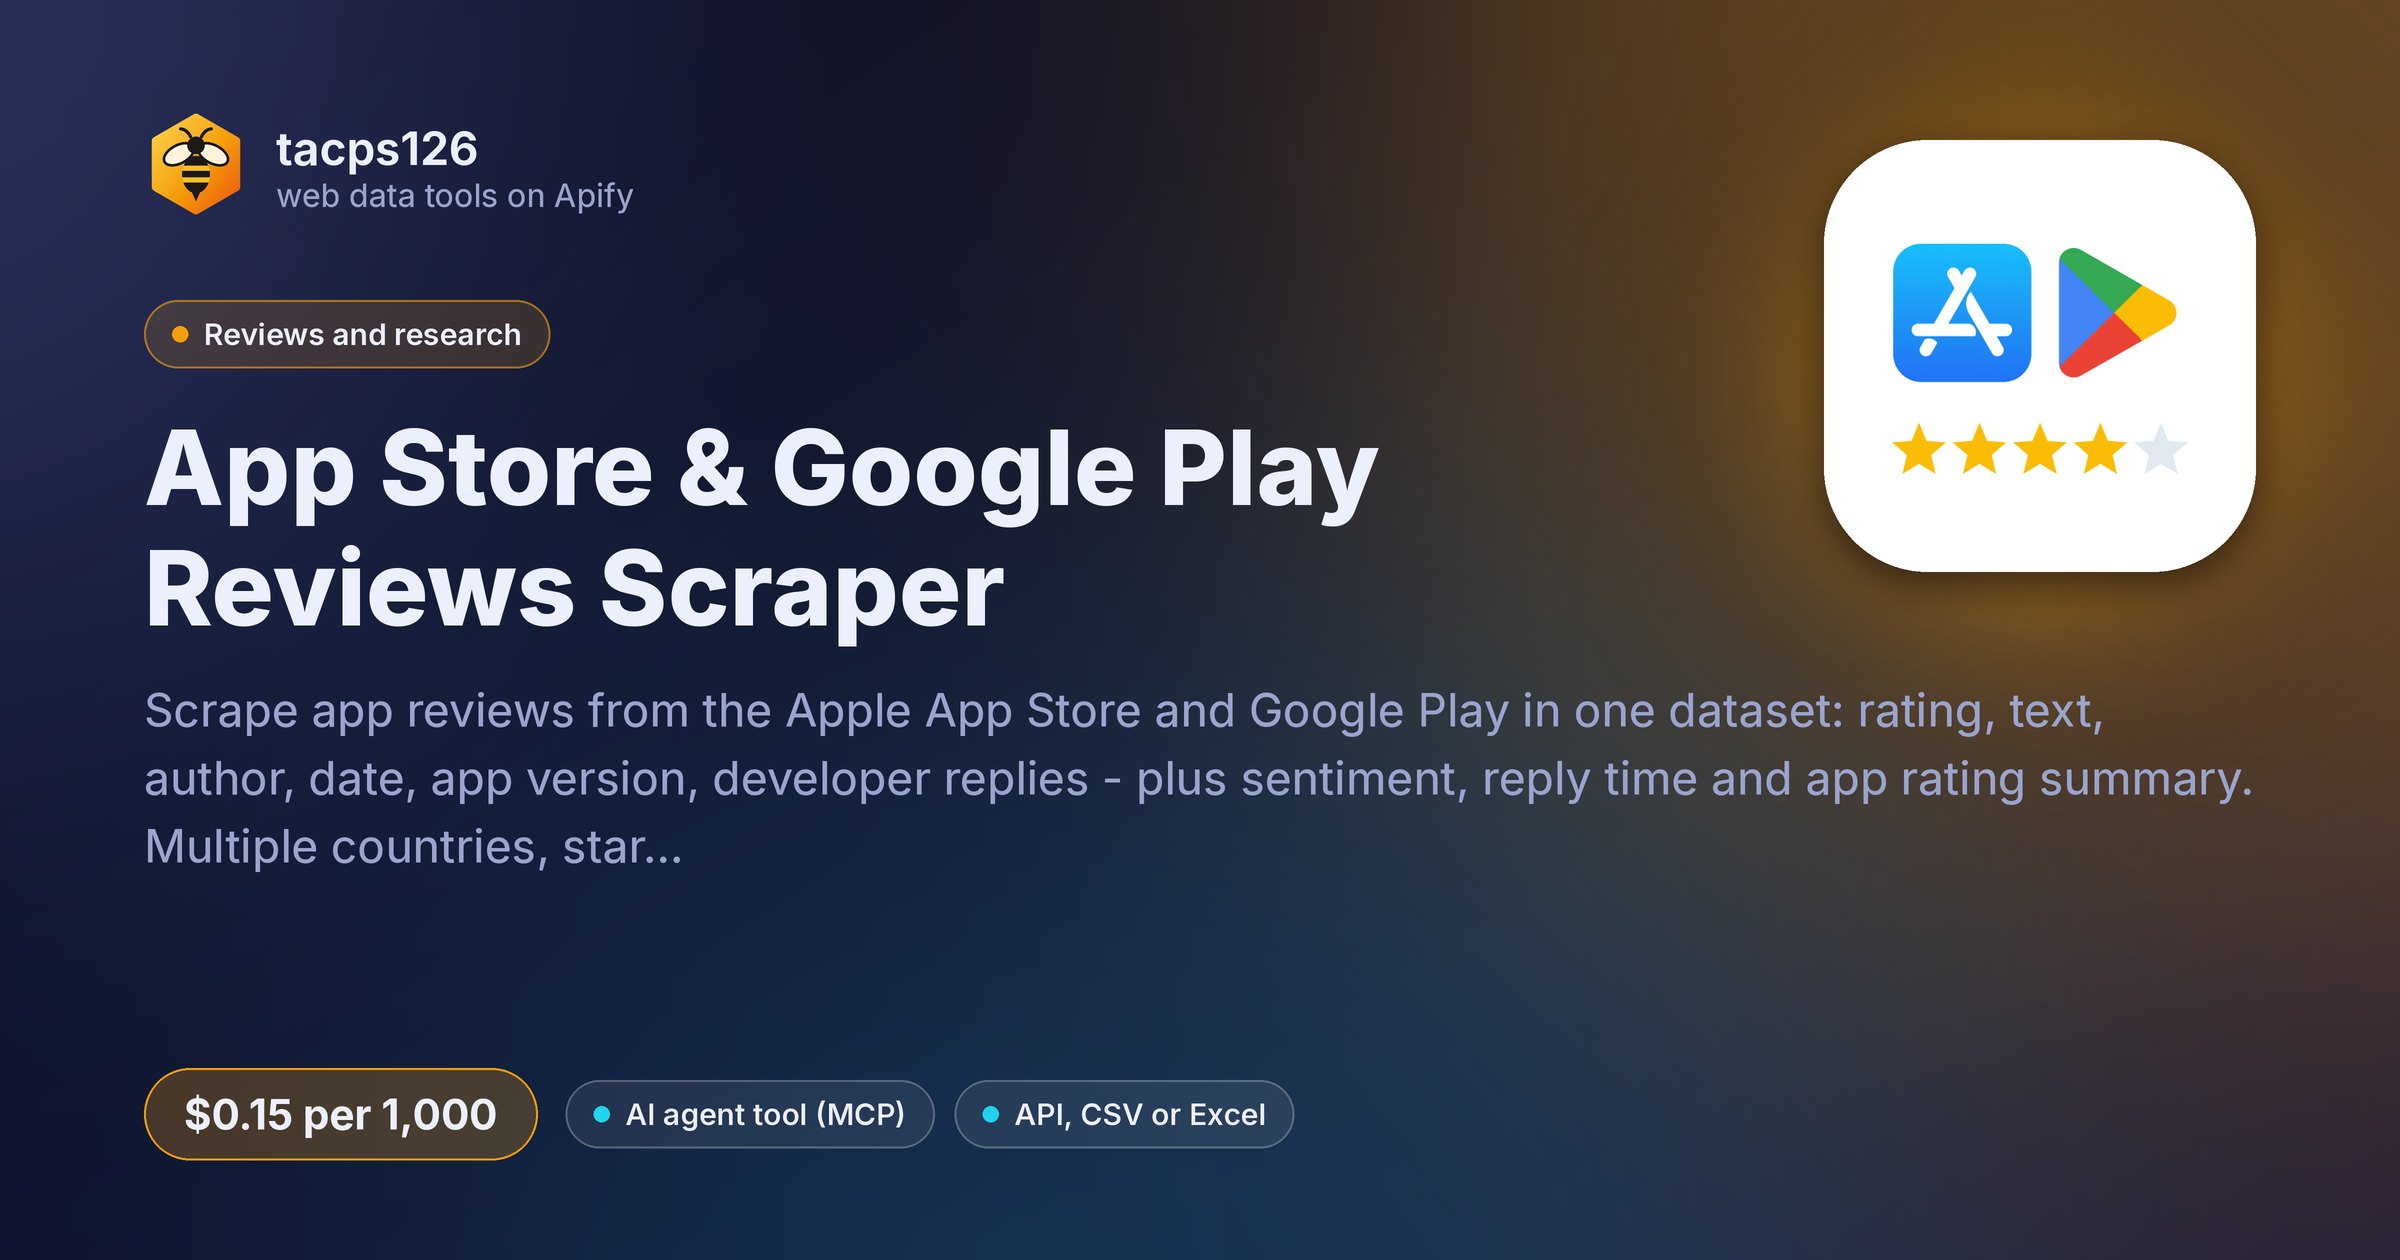 tacps126
web data tools on Apify
Reviews and research
App Store & Google Play
Reviews Scraper
Scrape app reviews from the Apple App Store and Google Play in one dataset: rating, text,
author, date, app version, developer replies - plus sentiment, reply time and app rating summary.
Multiple countries, star...
$0.15 per 1,000
AI agent tool (MCP)
API, CSV or Excel